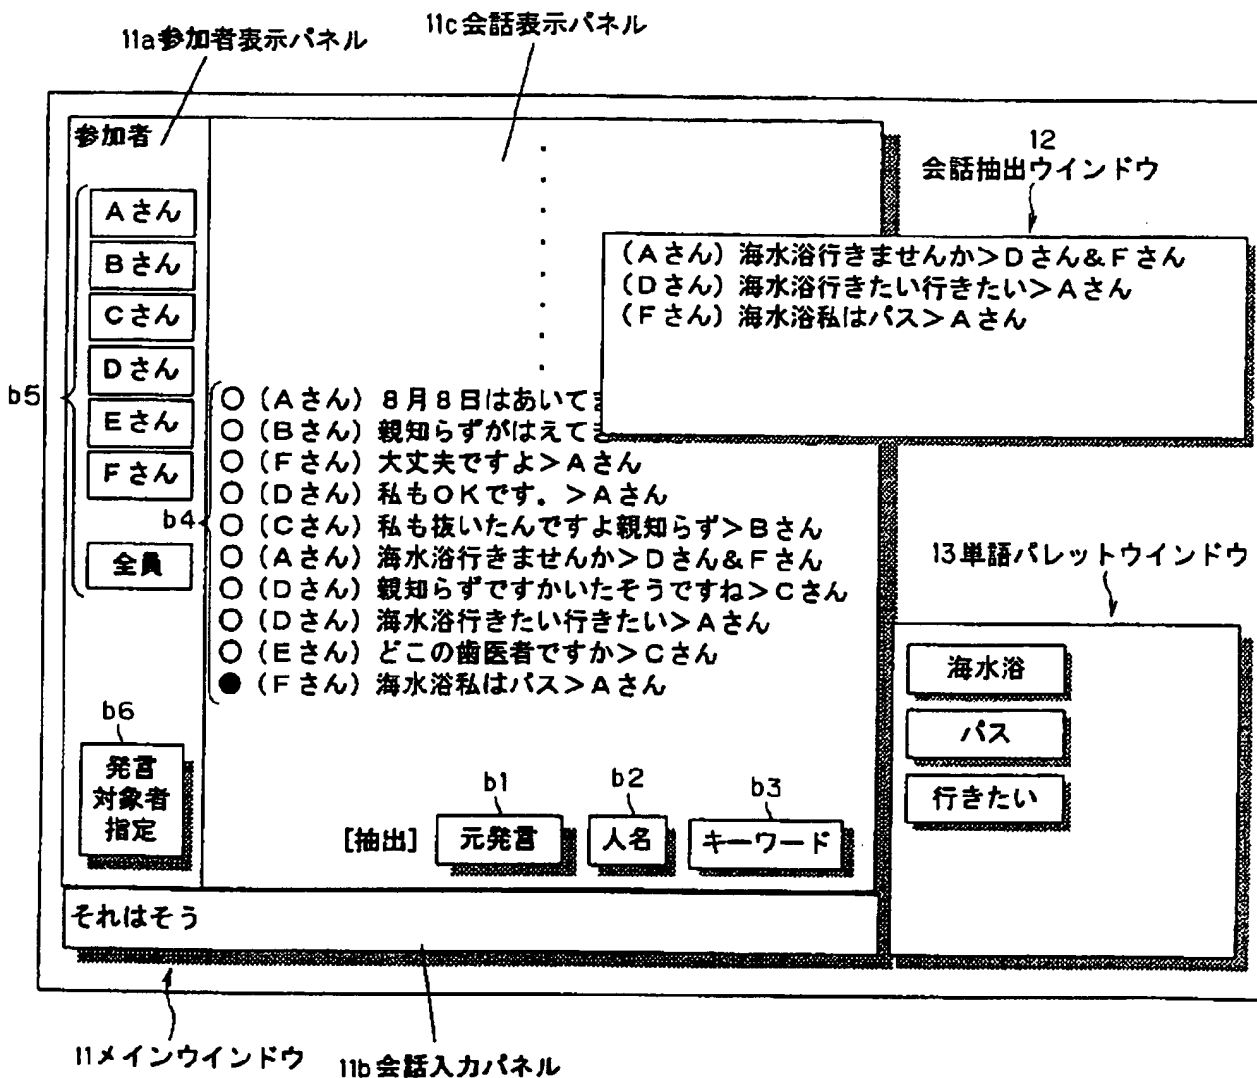 11a参加者表示パネル
11c会話表示パネル
参加者
12
会話抽出ウインドウ
Aさん
Bさん
Cさん
Dさん
Eさん
Fさん
全員
b5
(Aさん) 海水浴行きませんか>Dさん&Fさん
(Dさん) 海水浴行きたい行きたい>Aさん
(Fさん) 海水浴私はパス>Aさん
b4
○ (Aさん) 8月8日はあいて
○ (Bさん) 親知らずがはえて
○ (Fさん) 大丈夫ですよ>Aさん
○ (Dさん) 私もOKです。>Aさん
○ (Cさん) 私も抜いたんですよ親知らず>Bさん
○ (Aさん) 海水浴行きませんか>Dさん&Fさん
○ (Dさん) 親知らずですかいたそうですね>Cさん
○ (Dさん) 海水浴行きたい行きたい>Aさん
○ (Eさん) どこの歯医者ですか>Cさん
● (Fさん) 海水浴私はパス>Aさん
13単語パレットウインドウ
海水浴
パス
行きたい
b6
発言
対象者
指定
b1
b2
b3
[抽出] 元発言 人名 キーワード
それはそう
11メインウインドウ
11b会話入力パネル